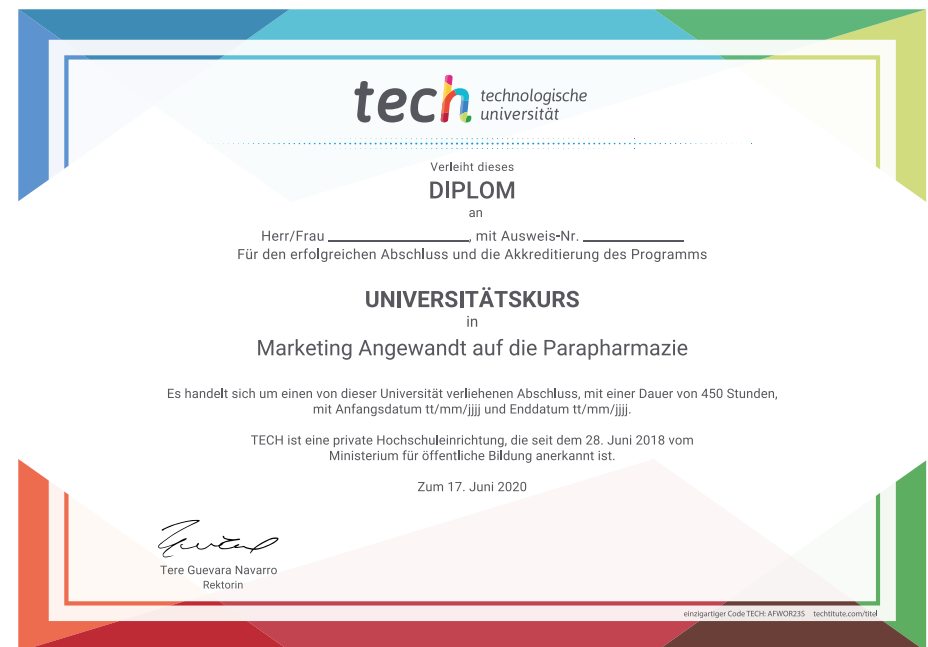 tech technologische
universität
Verleiht dieses
DIPLOM
an
Herr/Frau ____________________, mit Ausweis-Nr. ______________
Für den erfolgreichen Abschluss und die Akkreditierung des Programms
UNIVERSITÄTSKURS
in
Marketing Angewandt auf die Parapharmazie
Es handelt sich um einen von dieser Universität verliehenen Abschluss, mit einer Dauer von 450 Stunden,
mit Anfangsdatum tt/mm/jjjj und Enddatum tt/mm/jjjj.
TECH ist eine private Hochschuleinrichtung, die seit dem 28. Juni 2018 vom
Ministerium für öffentliche Bildung anerkannt ist.
Zum 17. Juni 2020
Tere Guevara Navarro
Rektorin
einzigartiger Code TECH: AFWOR23S techtitute.com/titel